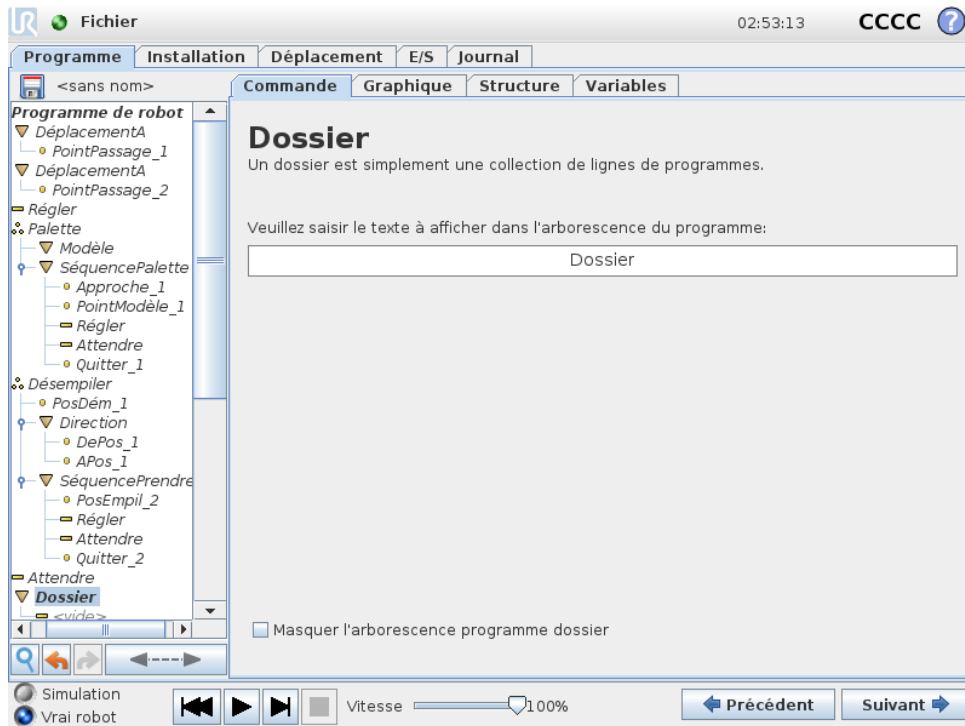 UR Fichier 02:53:13 CCCC ?
Programme Installation Déplacement E/S Journal
<sans nom>
Commande Graphique Structure Variables
Programme de robot
DéplacementA
PointPassage_1
DéplacementA
PointPassage_2
Régler
Palette
Modèle
SéquencePalette
Approche_1
PointModèle_1
Régler
Attendre
Quitter_1
Désempiler
PosDém_1
Direction
DePos_1
APos_1
SéquencePrendre
PosEmpil_2
Régler
Attendre
Quitter_2
Attendre
Dossier
<vide>
Dossier
Un dossier est simplement une collection de lignes de programmes.
Veuillez saisir le texte à afficher dans l'arborescence du programme:
Dossier
Masquer l'arborescence programme dossier
Simulation
Vrai robot
Vitesse 100%
Précédent Suivant